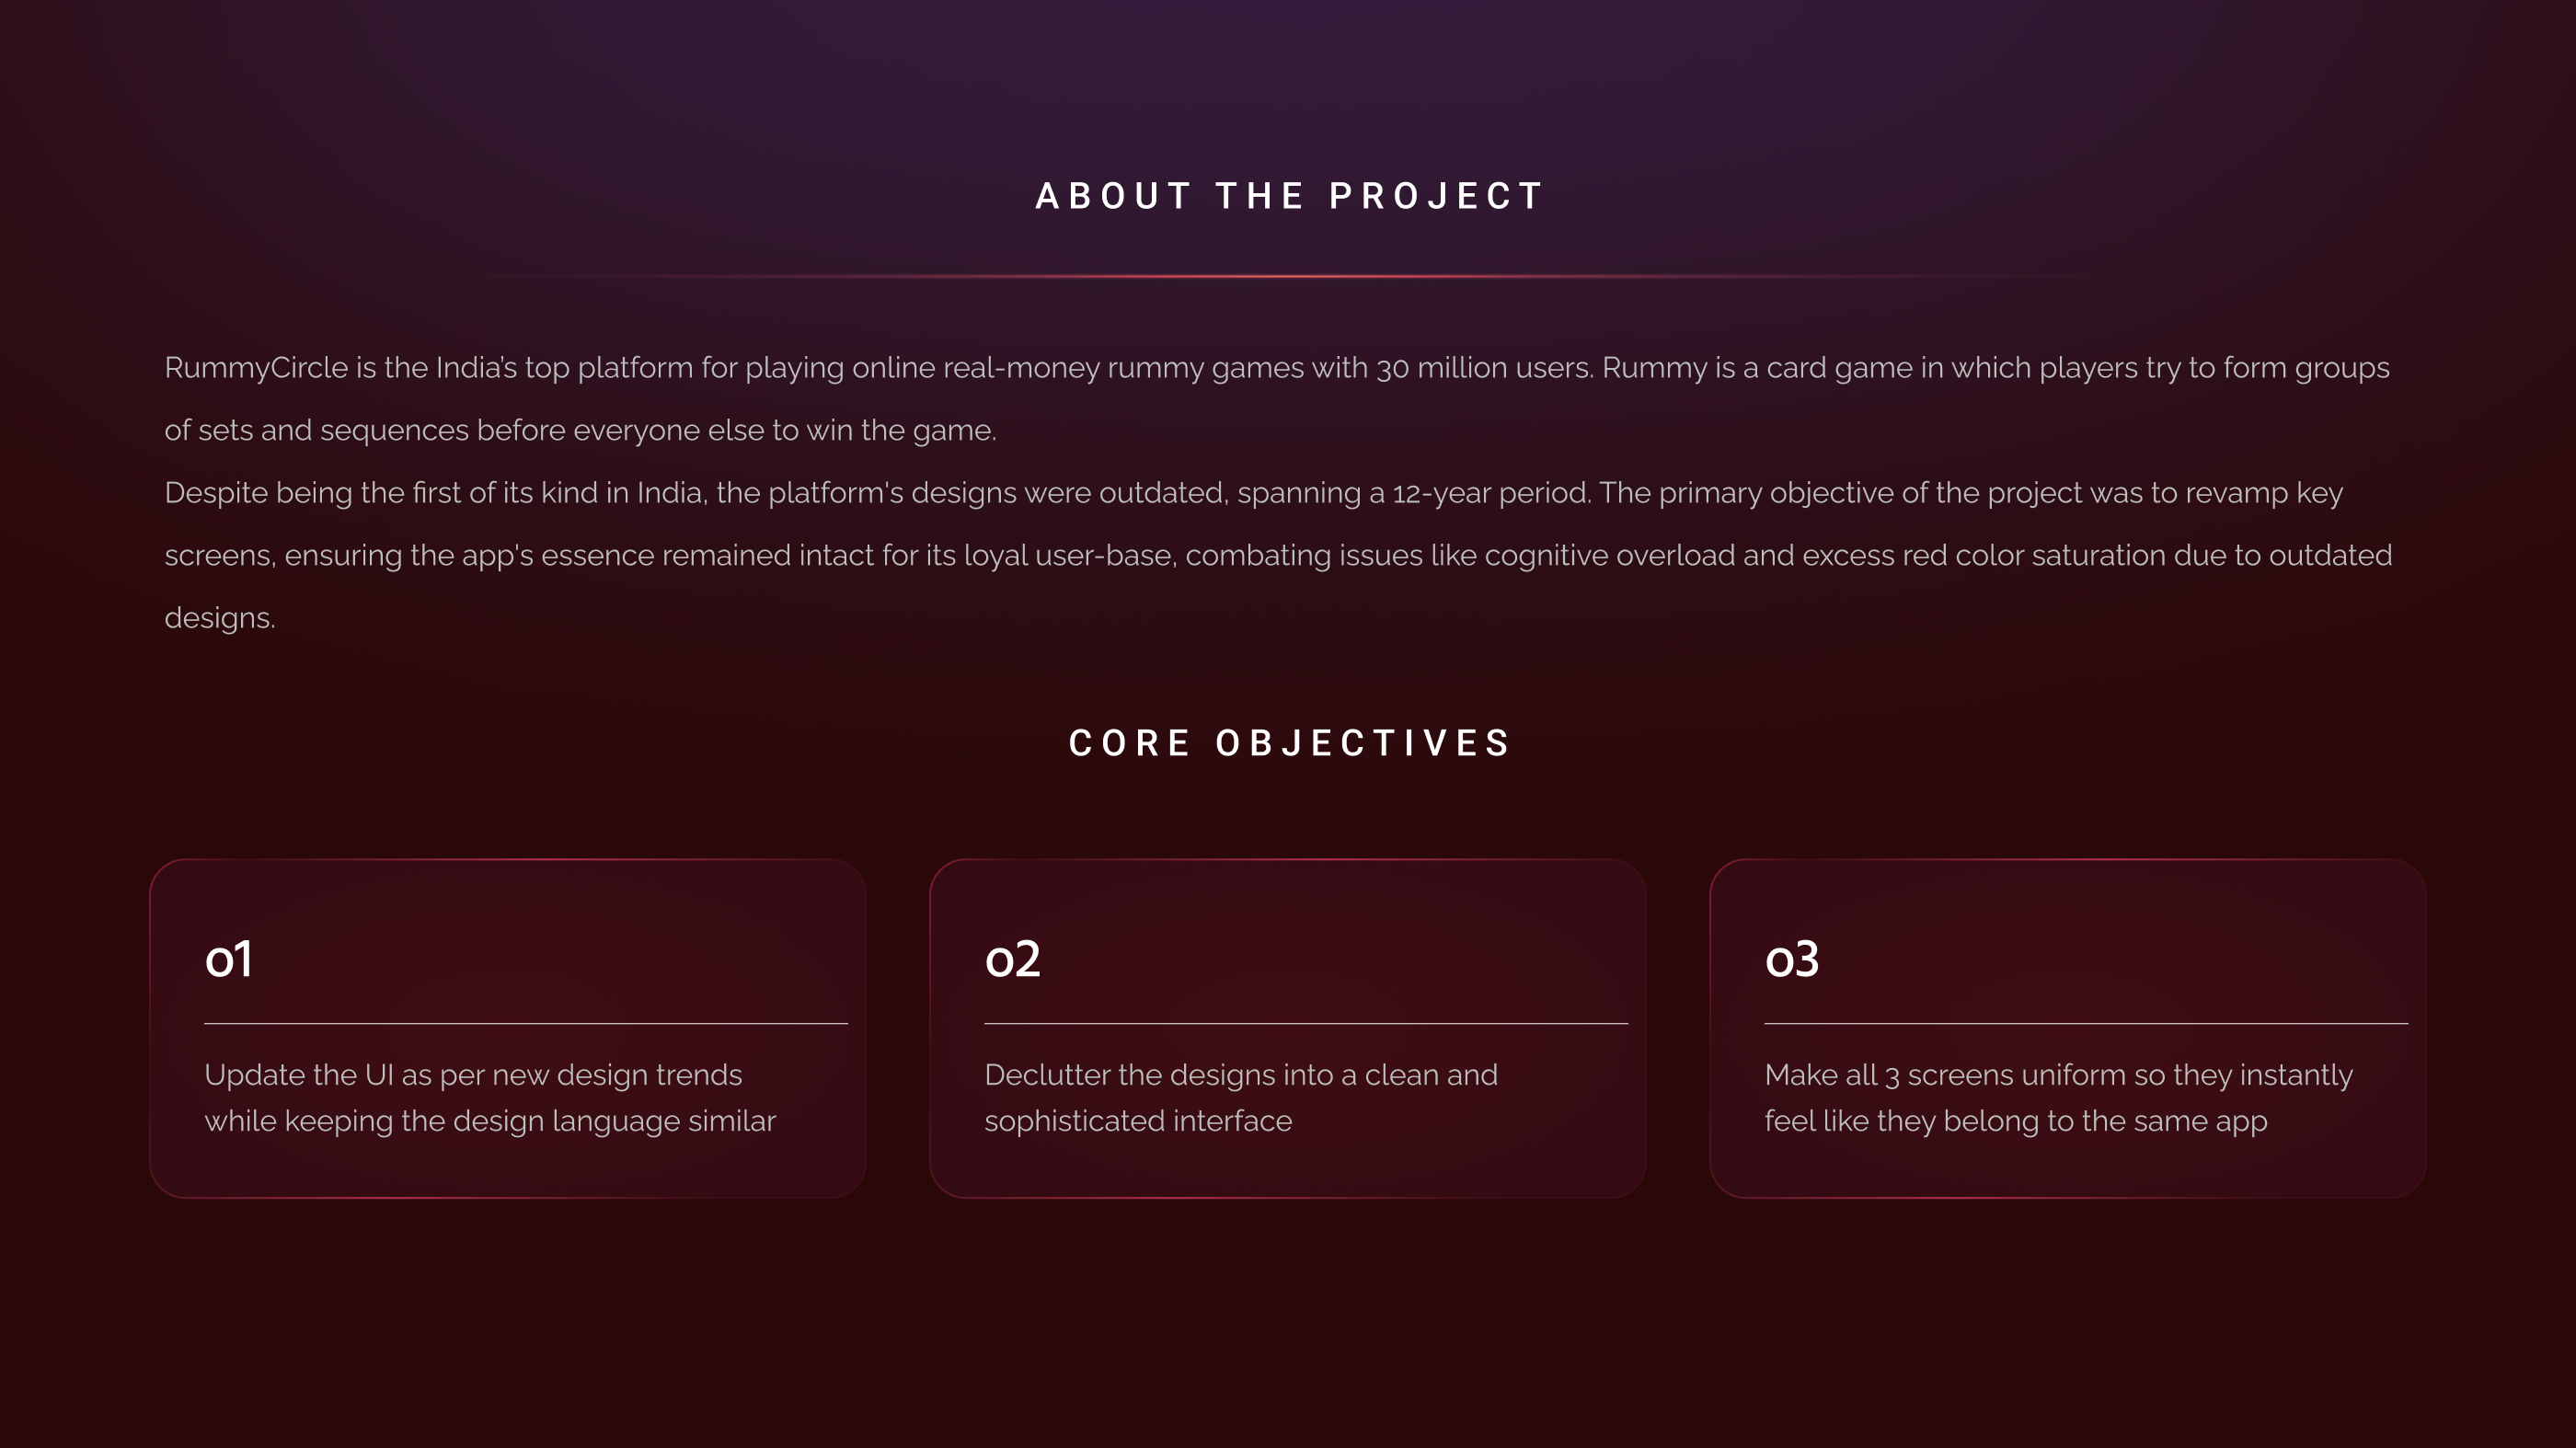 ABOUT THE PROJECT
RummyCircle is the India’s top platform for playing online real-money rummy games with 30 million users. Rummy is a card game in which players try to form groups
of sets and sequences before everyone else to win the game.
Despite being the first of its kind in India, the platform's designs were outdated, spanning a 12-year period. The primary objective of the project was to revamp key
screens, ensuring the app's essence remained intact for its loyal user-base, combating issues like cognitive overload and excess red color saturation due to outdated
designs.
CORE OBJECTIVES
01
Update the UI as per new design trends
while keeping the design language similar
02
Declutter the designs into a clean and
sophisticated interface
03
Make all 3 screens uniform so they instantly
feel like they belong to the same app